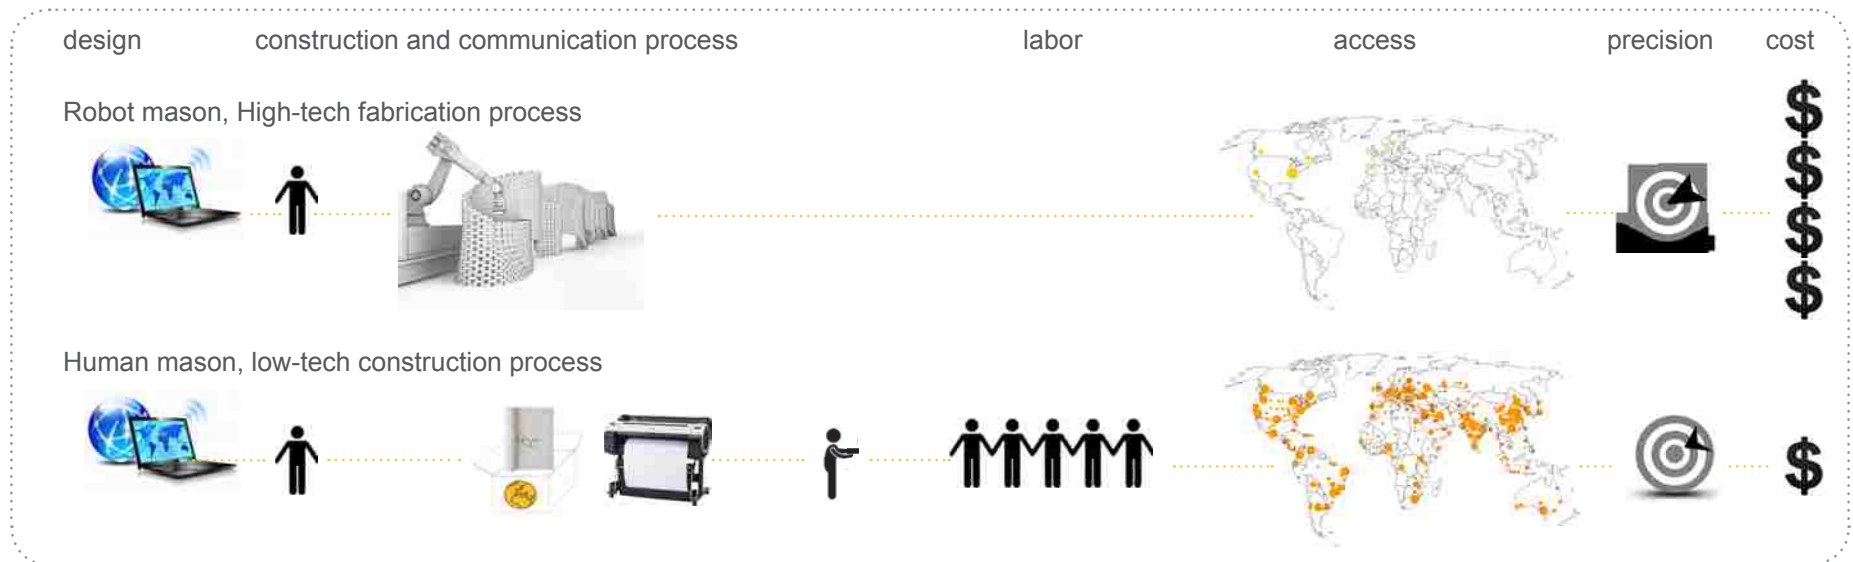 design construction and communication process labor access precision cost
Robot mason, High-tech fabrication process
$
$
$
$
Human mason, low-tech construction process
$